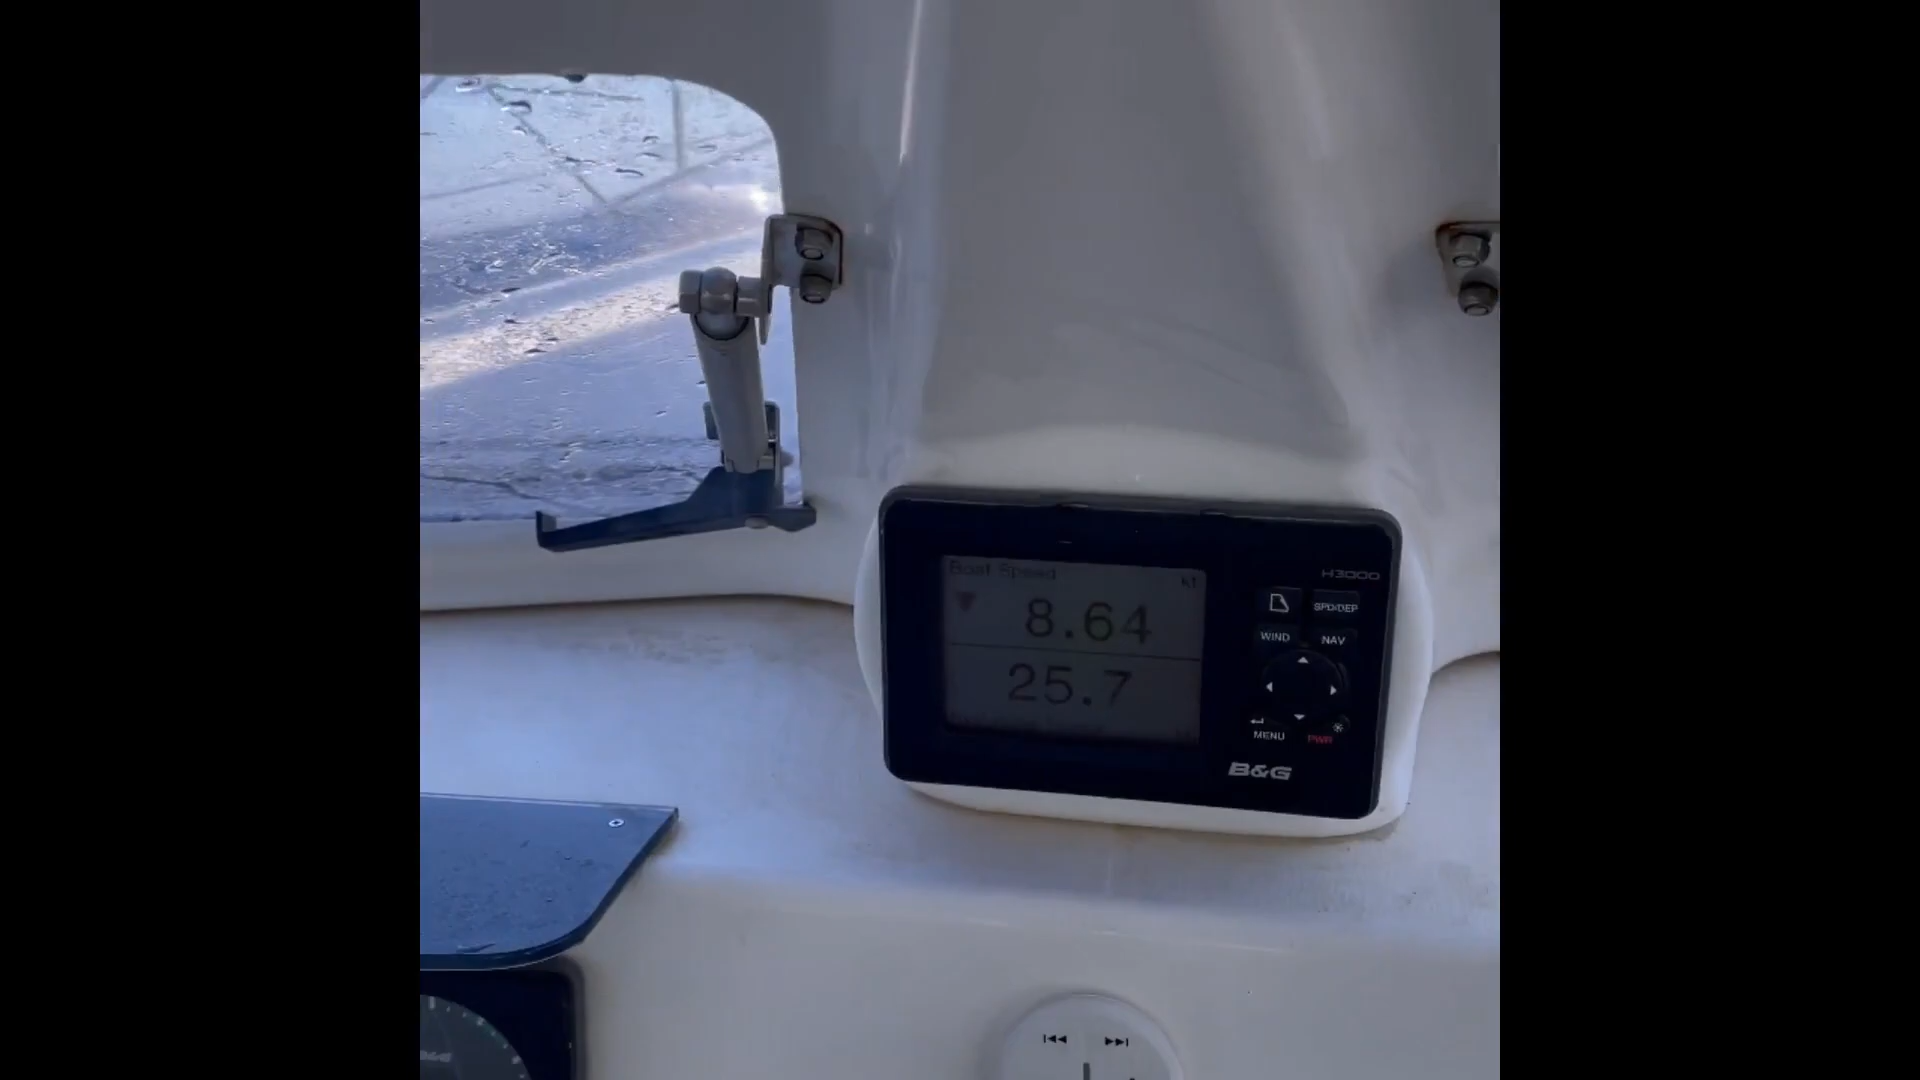 H3000
Boat Speed
kt
8.64
25.7
SPD/DEP
WIND
NAV
MENU
PWR
B&G
B&G